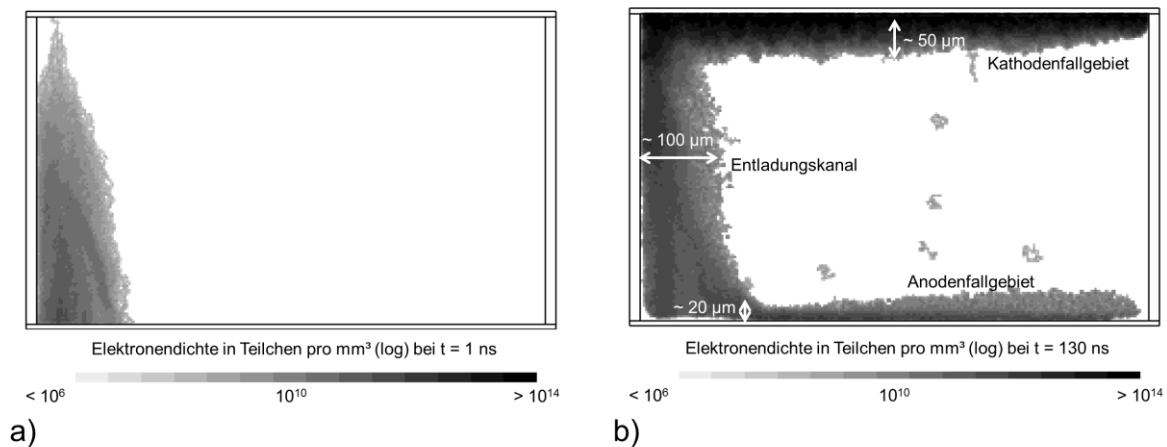 Elektronendichte in Teilchen pro mm³ (log) bei t = 1 ns
< 10⁶
10¹⁰
> 10¹⁴
a)
~ 50 µm
Kathodenfallgebiet
~ 100 µm
Entladungskanal
Anodenfallgebiet
~ 20 µm
Elektronendichte in Teilchen pro mm³ (log) bei t = 130 ns
< 10⁶
10¹⁰
> 10¹⁴
b)